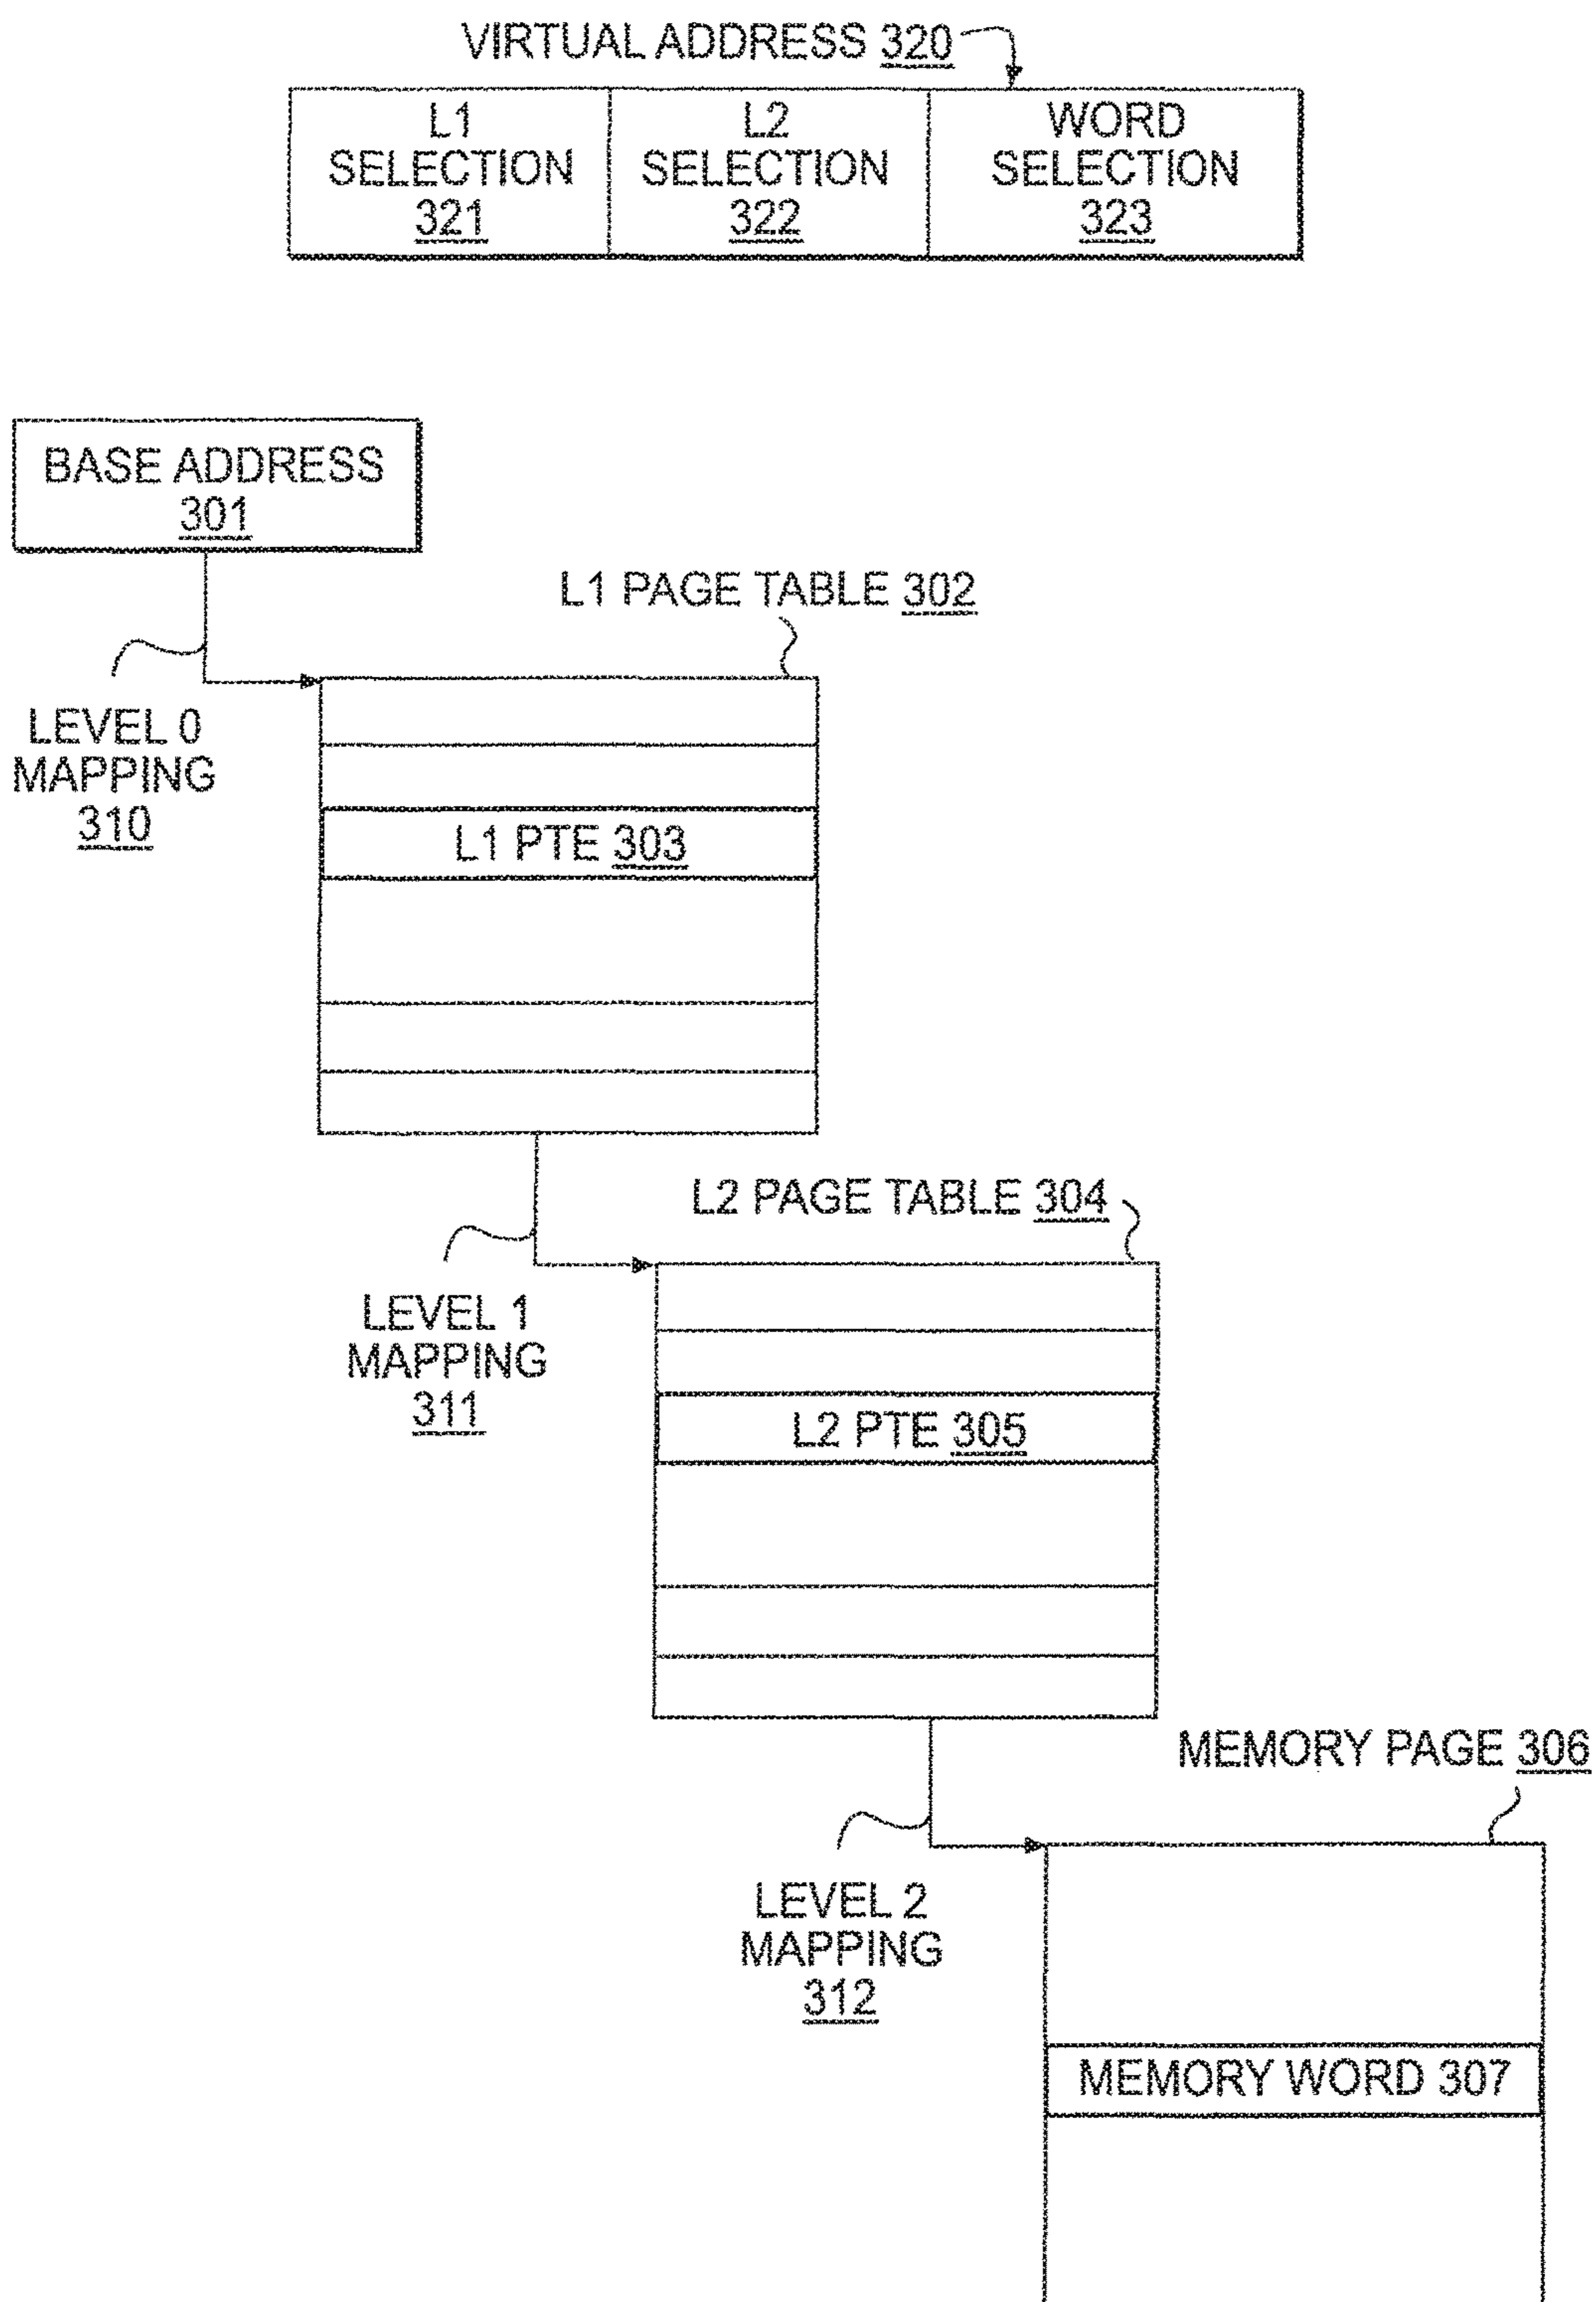 VIRTUAL ADDRESS 320
L1
SELECTION
321
L2
SELECTION
322
WORD
SELECTION
323
BASE ADDRESS
301
L1 PAGE TABLE 302
LEVEL 0
MAPPING
310
L1 PTE 303
L2 PAGE TABLE 304
LEVEL 1
MAPPING
311
L2 PTE 305
MEMORY PAGE 306
LEVEL 2
MAPPING
312
MEMORY WORD 307